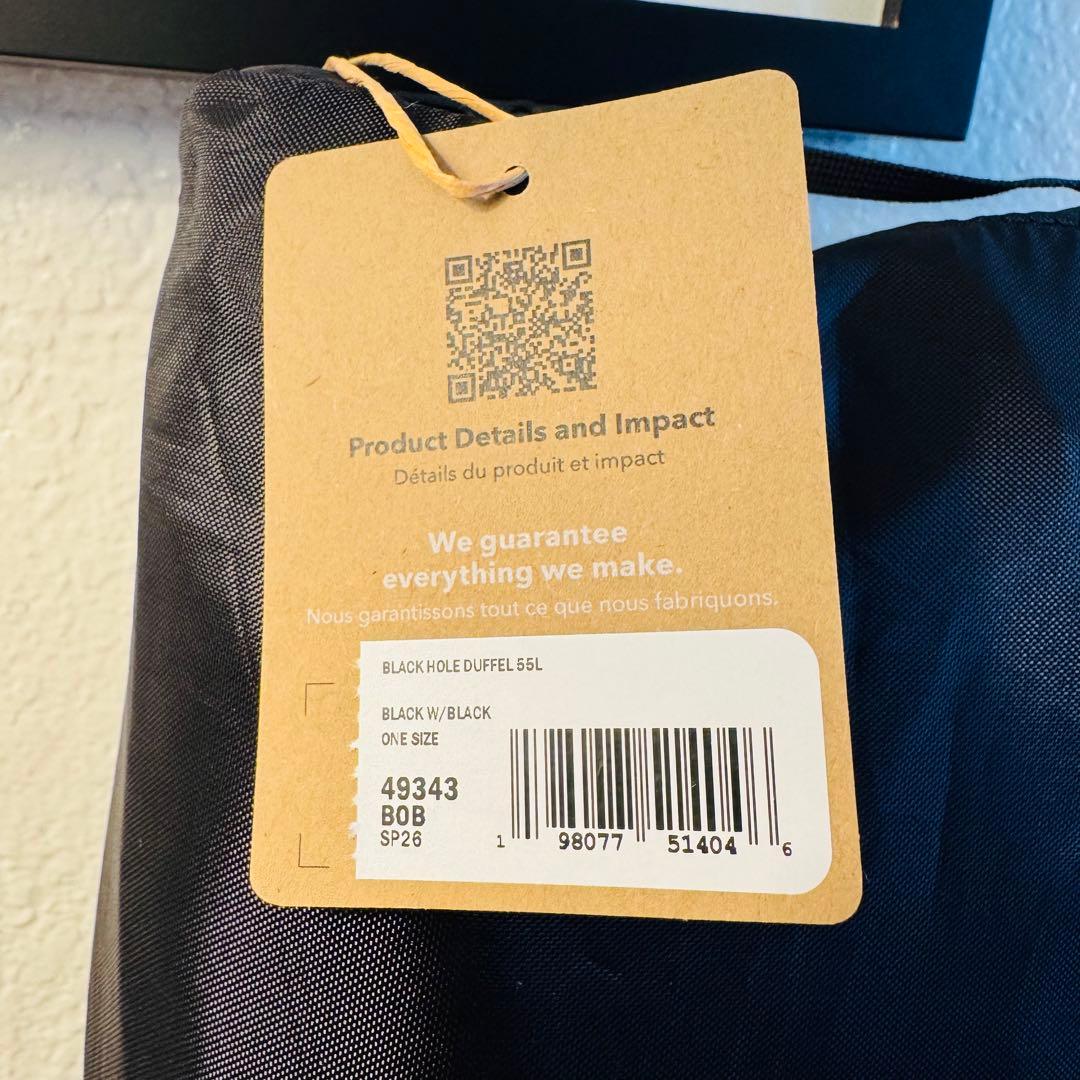 Product Details and Impact
Détails du produit et impact
We guarantee
everything we make.
Nous garantissons tout ce que nous fabriquons.
BLACK HOLE DUFFEL 55L
BLACK W/BLACK
ONE SIZE
49343
BOB
SP26
1 98077 51404 6